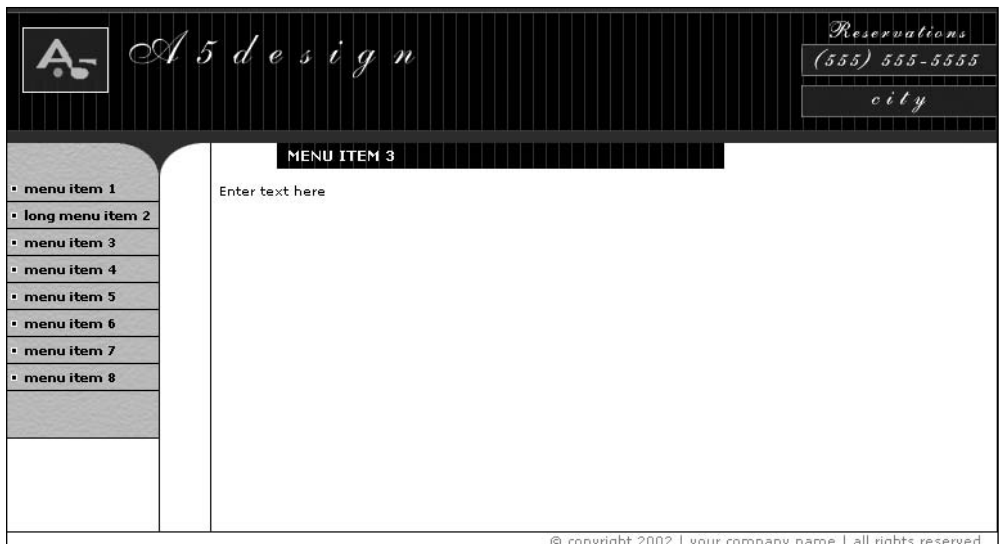 A5design
Reservations
(555) 555-5555
city
MENU ITEM 3
menu item 1
long menu item 2
menu item 3
menu item 4
menu item 5
menu item 6
menu item 7
menu item 8
Enter text here
© copyright 2002 | your company name | all rights reserved